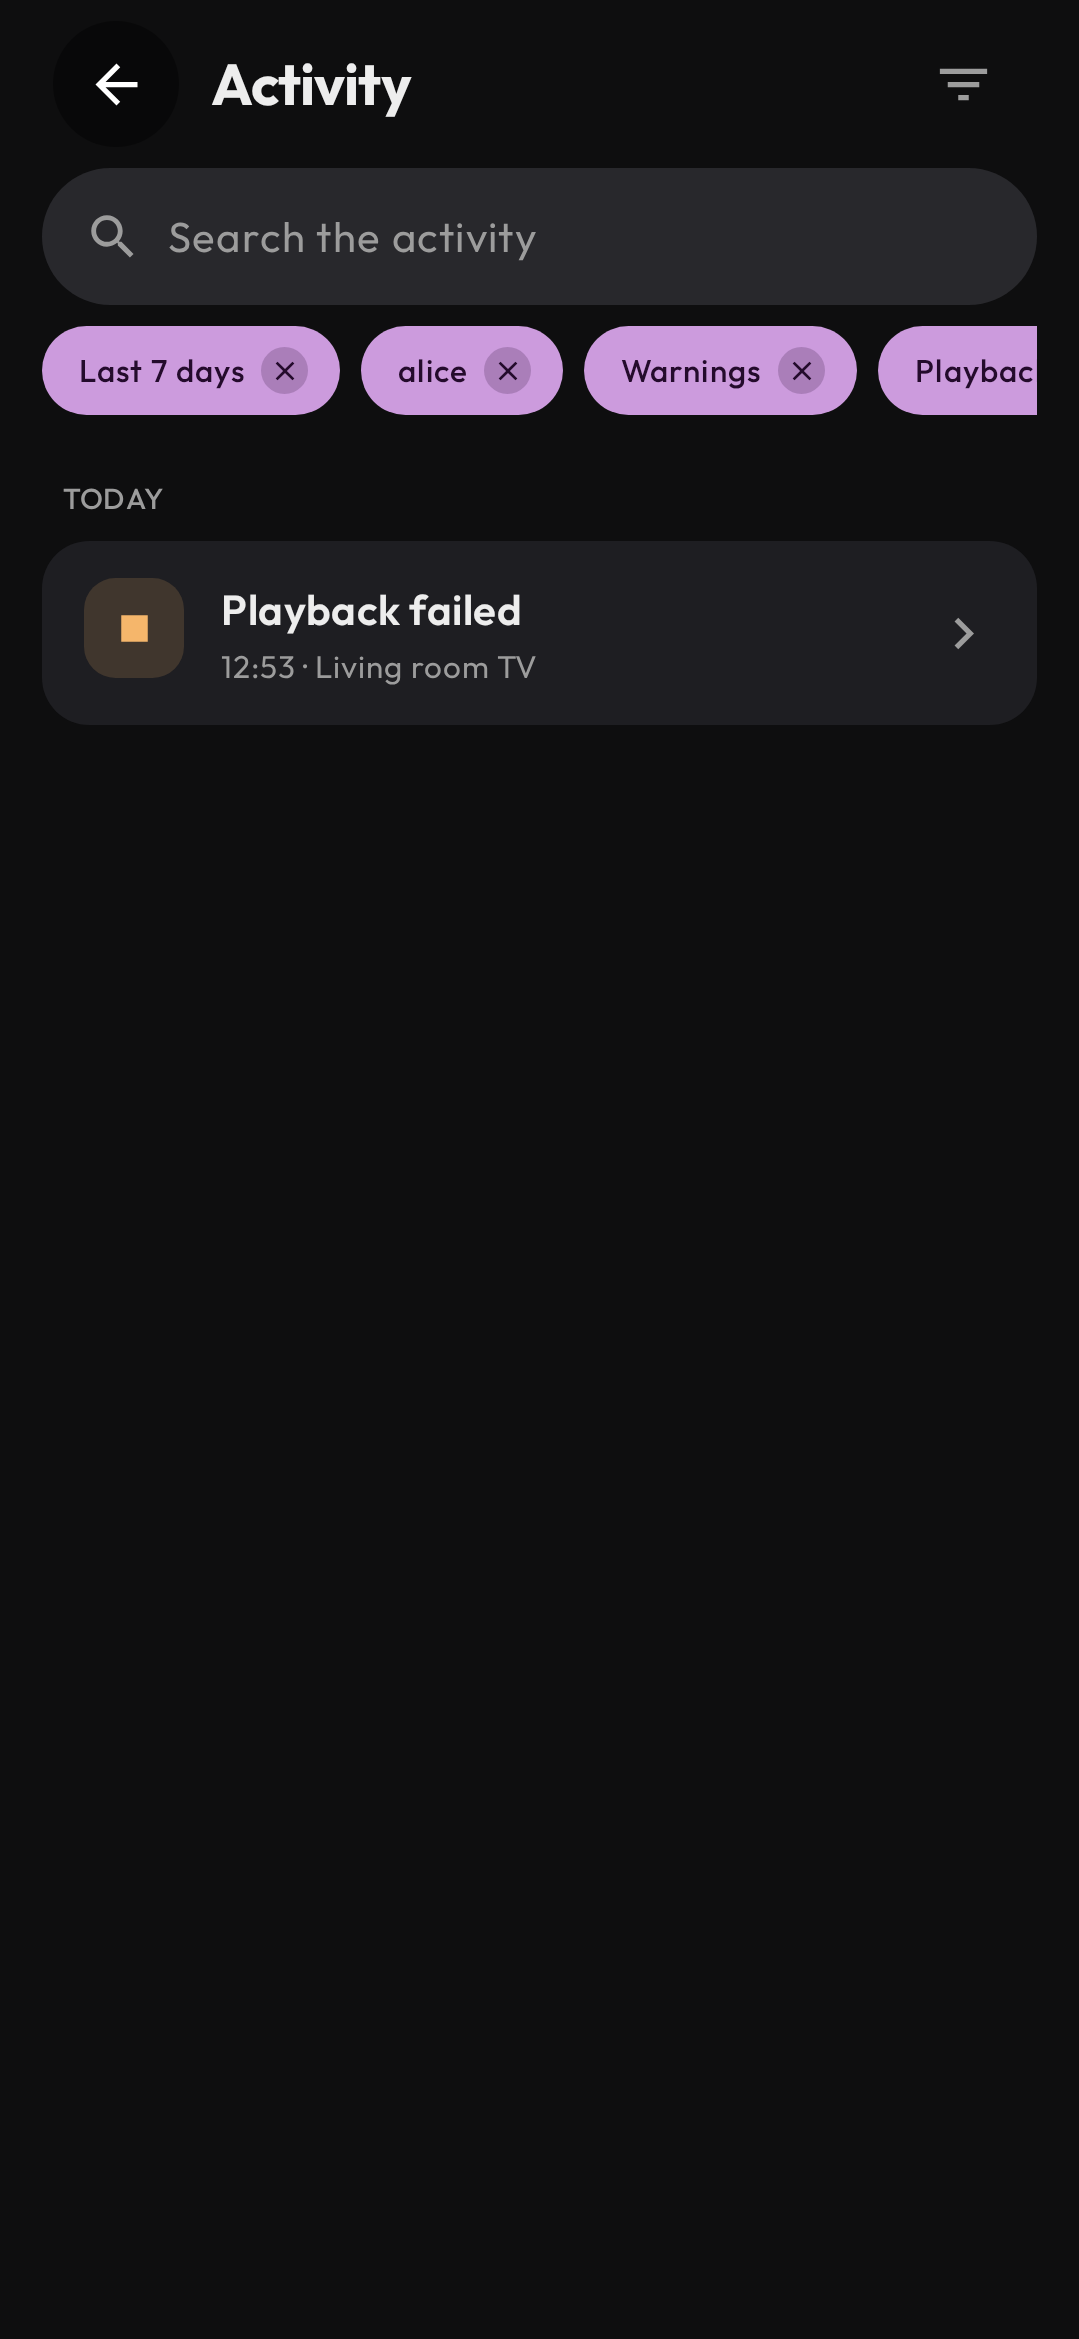 Activity
Search the activity
Last 7 days alice Warnings Playbac
TODAY
Playback failed
12:53 · Living room TV